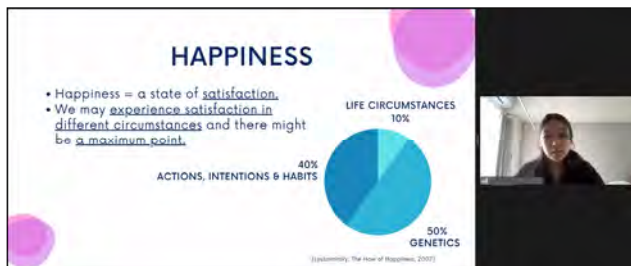 HAPPINESS
• Happiness = a state of satisfaction.
• We may experience satisfaction in
different circumstances and there might
be a maximum point.
LIFE CIRCUMSTANCES
10%
40%
ACTIONS, INTENTIONS & HABITS
50%
GENETICS
(Lyubomirsky, The How of Happiness, 2007)